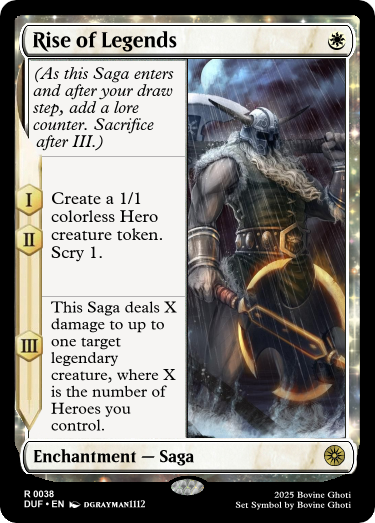 Rise of Legends
(As this Saga enters
and after your draw
step, add a lore
counter. Sacrifice
after III.)
I
II
Create a 1/1
colorless Hero
creature token.
Scry 1.
III
This Saga deals X
damage to up to
one target
legendary
creature, where X
is the number of
Heroes you
control.
Enchantment — Saga
R 0038
DUF • EN DGRAYMAN1112
2025 Bovine Ghoti
Set Symbol by Bovine Ghoti